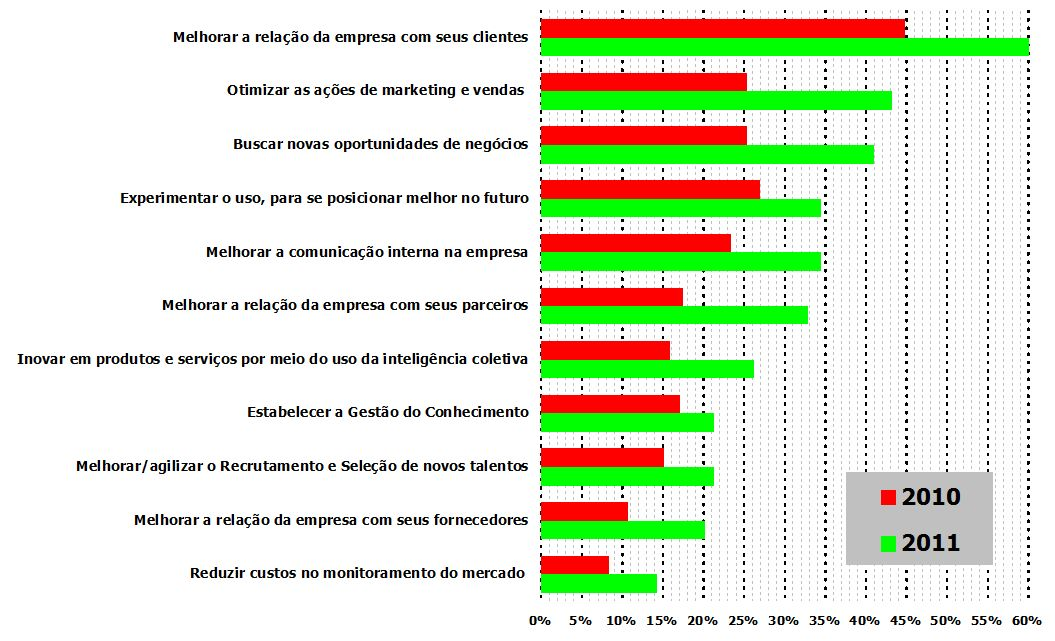 Melhorar a relação da empresa com seus clientes
Otimizar as ações de marketing e vendas
Buscar novas oportunidades de negócios
Experimentar o uso, para se posicionar melhor no futuro
Melhorar a comunicação interna na empresa
Melhorar a relação da empresa com seus parceiros
Inovar em produtos e serviços por meio do uso da inteligência coletiva
Estabelecer a Gestão do Conhecimento
Melhorar/agilizar o Recrutamento e Seleção de novos talentos
Melhorar a relação da empresa com seus fornecedores
Reduzir custos no monitoramento do mercado
2010
2011
0% 5% 10% 15% 20% 25% 30% 35% 40% 45% 50% 55% 60%